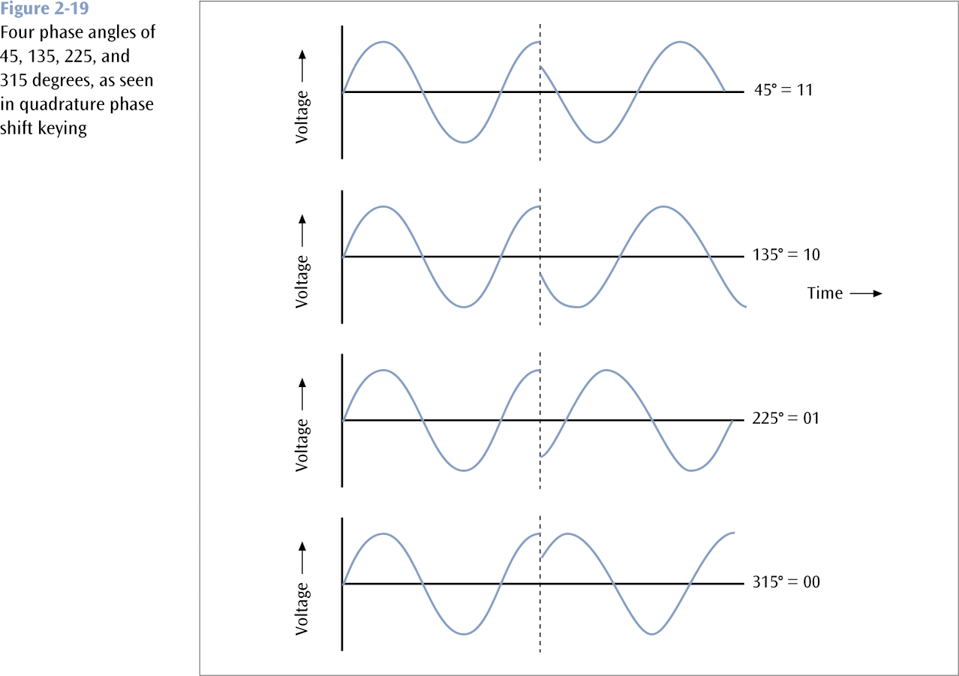 Figure 2-19
Four phase angles of
45, 135, 225, and
315 degrees, as seen
in quadrature phase
shift keying
Voltage
45° = 11
Voltage
135° = 10
Time
Voltage
225° = 01
Voltage
315° = 00